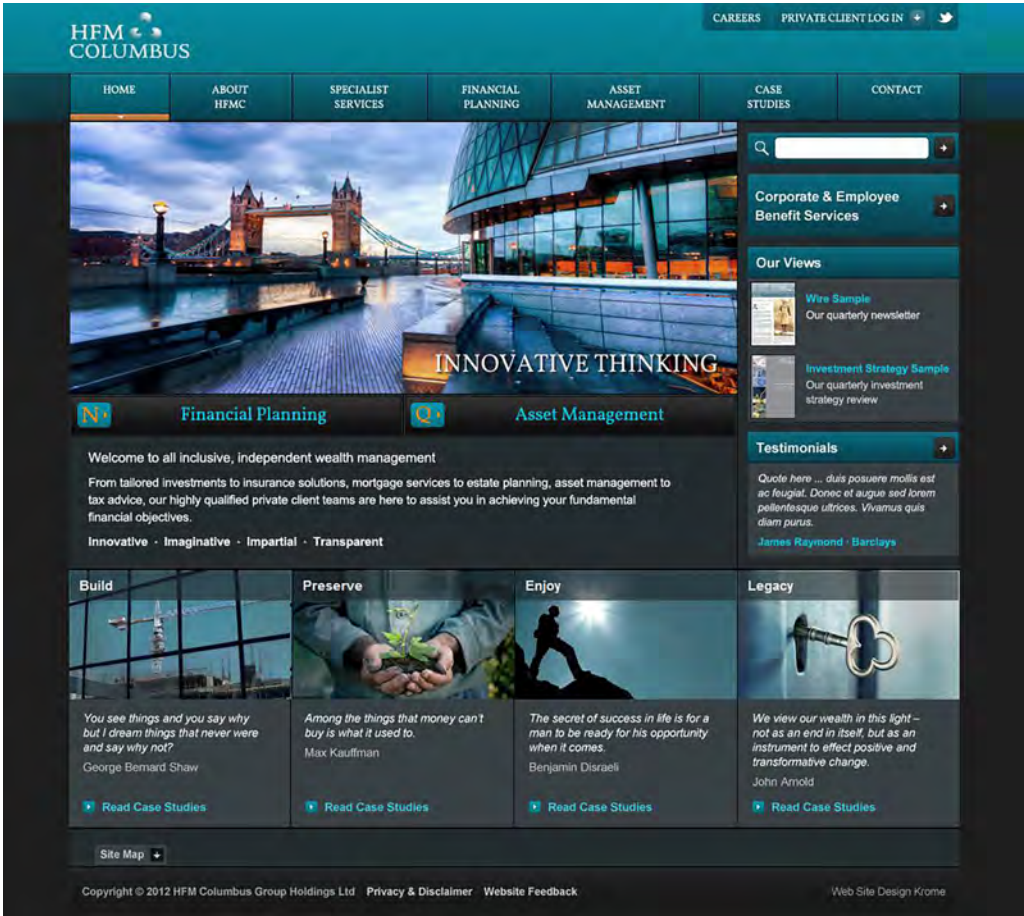 HFM
COLUMBUS
CAREERS
PRIVATE CLIENT LOG IN
HOME
ABOUT
HFMC
SPECIALIST
SERVICES
FINANCIAL
PLANNING
ASSET
MANAGEMENT
CASE
STUDIES
CONTACT
INNOVATIVE THINKING
N
Financial Planning
Q
Asset Management
Welcome to all inclusive, independent wealth management
From tailored investments to insurance solutions, mortgage services to estate planning, asset management to
tax advice, our highly qualified private client teams are here to assist you in achieving your fundamental
financial objectives.
Innovative · Imaginative · Impartial · Transparent
Corporate & Employee
Benefit Services
Our Views
Wire Sample
Our quarterly newsletter
Investment Strategy Sample
Our quarterly investment
strategy review
Testimonials
Quote here ... duis posuere mollis est
ac feugiat. Donec et augue sed lorem
pellentesque ultrices. Vivamus quis
diam purus.
James Raymond · Barclays
Build
You see things and you say why
but I dream things that never were
and say why not?
George Bernard Shaw
Read Case Studies
Preserve
Among the things that money can't
buy is what it used to.
Max Kauffman
Read Case Studies
Enjoy
The secret of success in life is for a
man to be ready for his opportunity
when it comes.
Benjamin Disraeli
Read Case Studies
Legacy
We view our wealth in this light –
not as an end in itself, but as an
instrument to effect positive and
transformative change.
John Arnold
Read Case Studies
Site Map
Copyright © 2012 HFM Columbus Group Holdings Ltd Privacy & Disclaimer Website Feedback
Web Site Design Krome